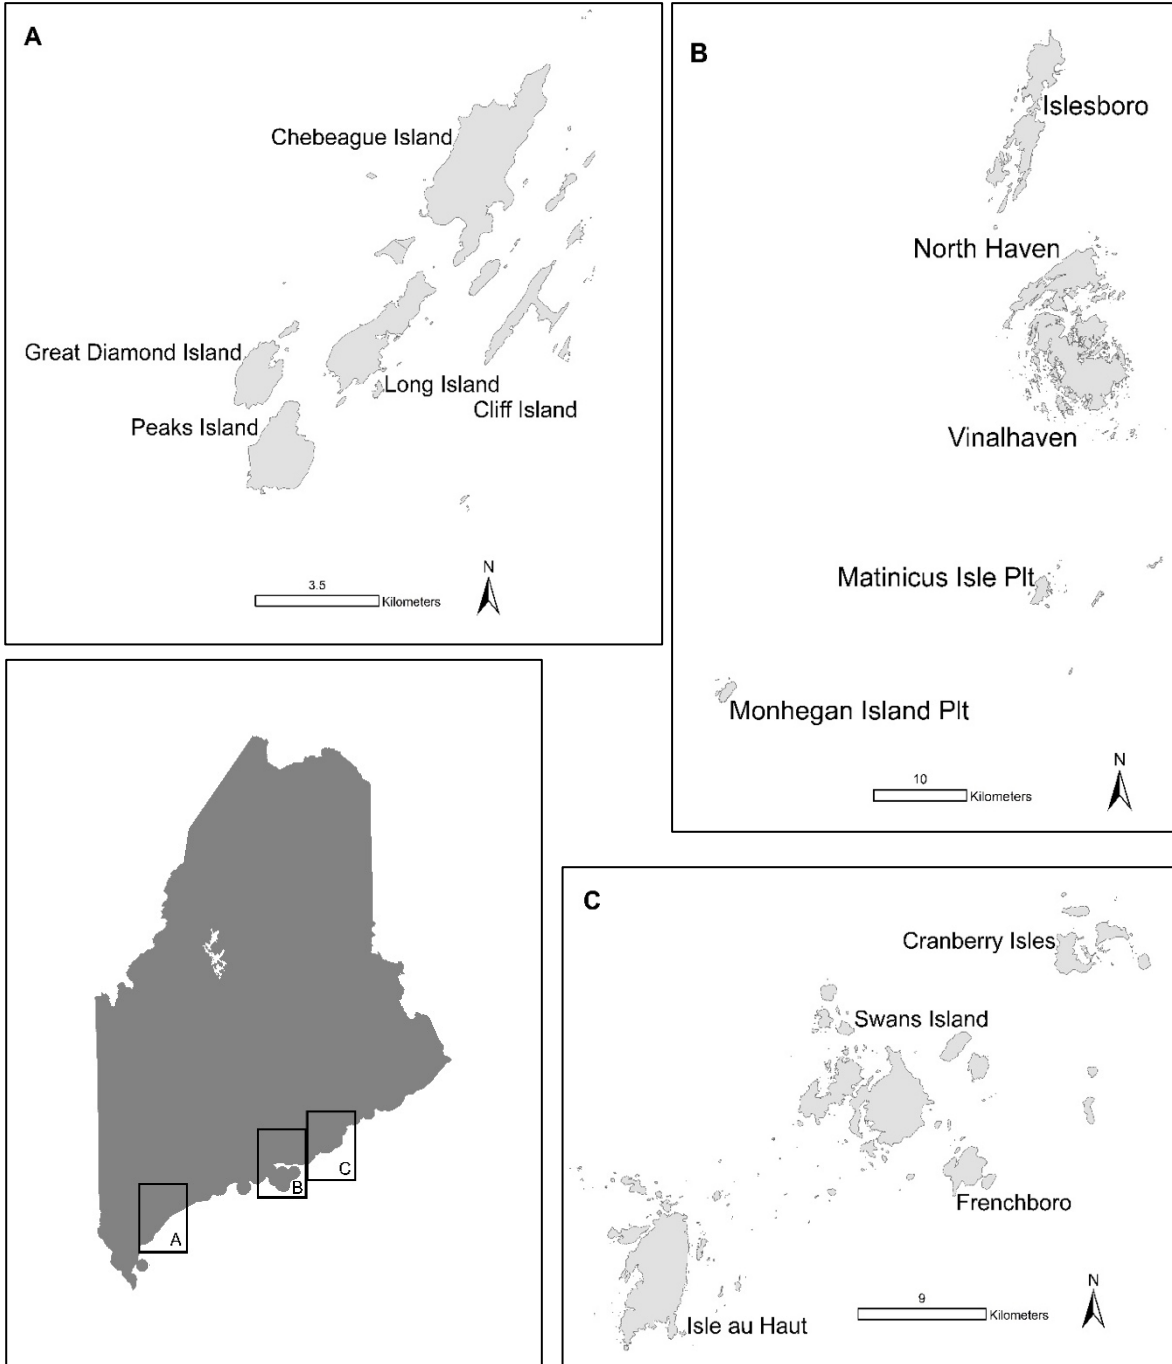 A
Chebeague Island
Great Diamond Island
Long Island
Cliff Island
Peaks Island
3.5
Kilometers
N
B
Islesboro
North Haven
Vinalhaven
Matinicus Isle Plt
Monhegan Island Plt
10
Kilometers
N
A
B
C
C
Cranberry Isles
Swans Island
Frenchboro
Isle au Haut
9
Kilometers
N